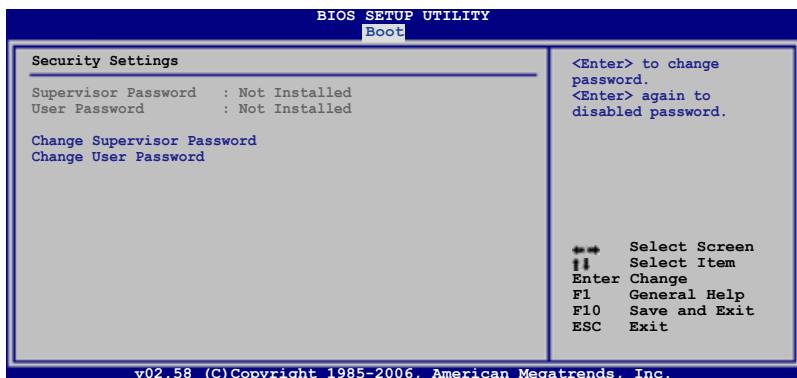 BIOS SETUP UTILITY
Boot
Security Settings
Supervisor Password : Not Installed
User Password : Not Installed
Change Supervisor Password
Change User Password
<Enter> to change
password.
<Enter> again to
disabled password.
←→ Select Screen
↑↓ Select Item
Enter Change
F1 General Help
F10 Save and Exit
ESC Exit
v02.58 (C)Copyright 1985-2006, American Megatrends, Inc.